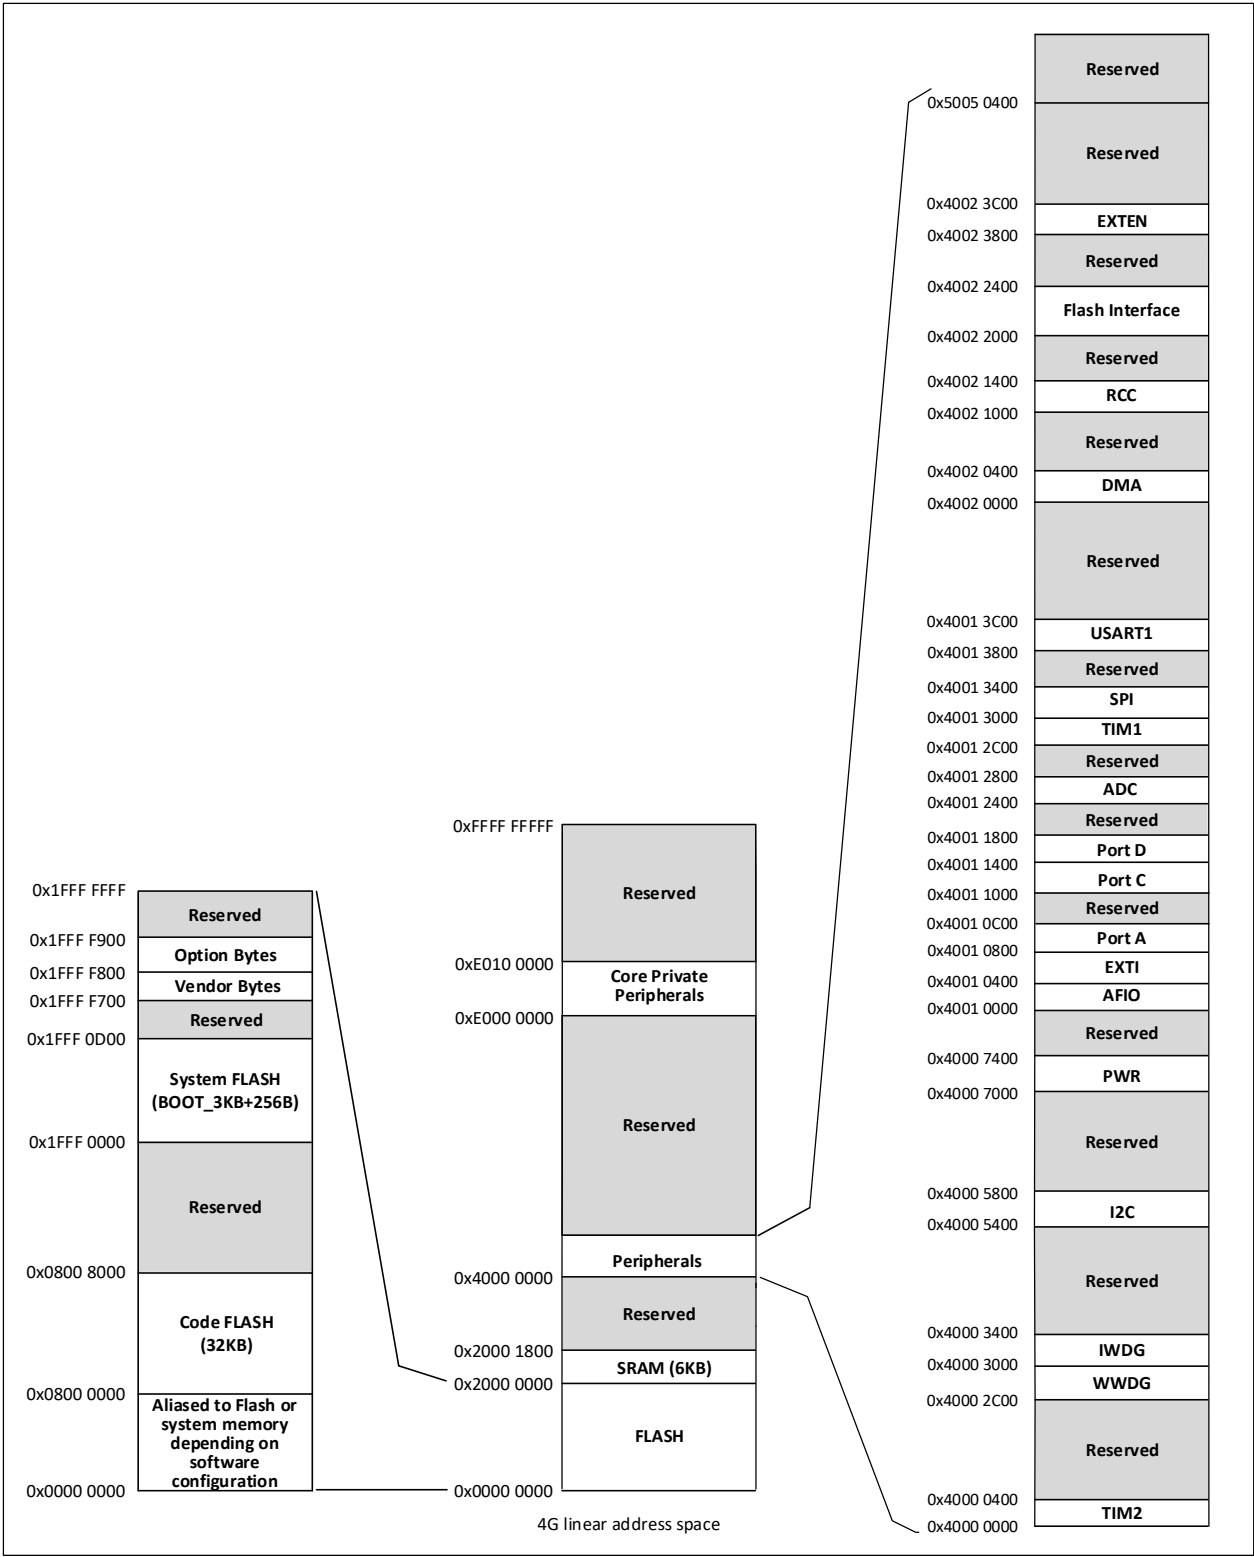 0x1FFF FFFF
Reserved
0x1FFF F900
Option Bytes
0x1FFF F800
Vendor Bytes
0x1FFF F700
Reserved
0x1FFF 0D00
System FLASH
(BOOT_3KB+256B)
0x1FFF 0000
Reserved
0x0800 8000
Code FLASH
(32KB)
0x0800 0000
Aliased to Flash or
system memory
depending on
software
configuration
0x0000 0000
0xFFFF FFFFF
Reserved
0xE010 0000
Core Private
Peripherals
0xE000 0000
Reserved
Peripherals
0x4000 0000
Reserved
0x2000 1800
SRAM (6KB)
0x2000 0000
FLASH
0x0000 0000
4G linear address space
Reserved
0x5005 0400
Reserved
0x4002 3C00
EXTEN
0x4002 3800
Reserved
0x4002 2400
Flash Interface
0x4002 2000
Reserved
0x4002 1400
RCC
0x4002 1000
Reserved
0x4002 0400
DMA
0x4002 0000
Reserved
0x4001 3C00
USART1
0x4001 3800
Reserved
0x4001 3400
SPI
0x4001 3000
TIM1
0x4001 2C00
Reserved
0x4001 2800
ADC
0x4001 2400
Reserved
0x4001 1800
Port D
0x4001 1400
Port C
0x4001 1000
Reserved
0x4001 0C00
Port A
0x4001 0800
EXTI
0x4001 0400
AFIO
0x4001 0000
Reserved
0x4000 7400
PWR
0x4000 7000
Reserved
0x4000 5800
I2C
0x4000 5400
Reserved
0x4000 3400
IWDG
0x4000 3000
WWDG
0x4000 2C00
Reserved
0x4000 0400
TIM2
0x4000 0000